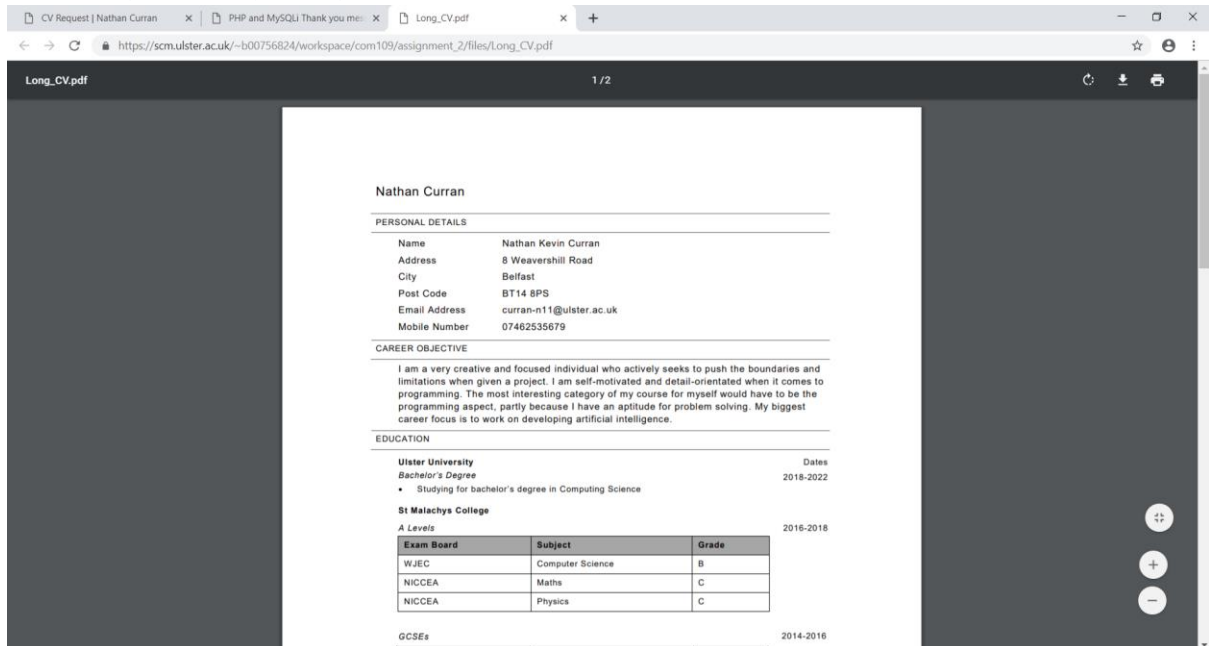 CV Request | Nathan Curran
PHP and MySQLi Thank you mes
Long_CV.pdf
https://scm.ulster.ac.uk/~b00756824/workspace/com109/assignment_2/files/Long_CV.pdf
Long_CV.pdf 1 / 2
Nathan Curran
PERSONAL DETAILS
Name Nathan Kevin Curran
Address 8 Weavershill Road
City Belfast
Post Code BT14 8PS
Email Address curran-n11@ulster.ac.uk
Mobile Number 07462535679
CAREER OBJECTIVE
I am a very creative and focused individual who actively seeks to push the boundaries and
limitations when given a project. I am self-motivated and detail-orientated when it comes to
programming. The most interesting category of my course for myself would have to be the
programming aspect, partly because I have an aptitude for problem solving. My biggest
career focus is to work on developing artificial intelligence.
EDUCATION
Ulster University Dates
Bachelor's Degree 2018-2022
• Studying for bachelor's degree in Computing Science
St Malachys College
A Levels 2016-2018
Exam Board Subject Grade
WJEC Computer Science B
NICCEA Maths C
NICCEA Physics C
GCSEs 2014-2016